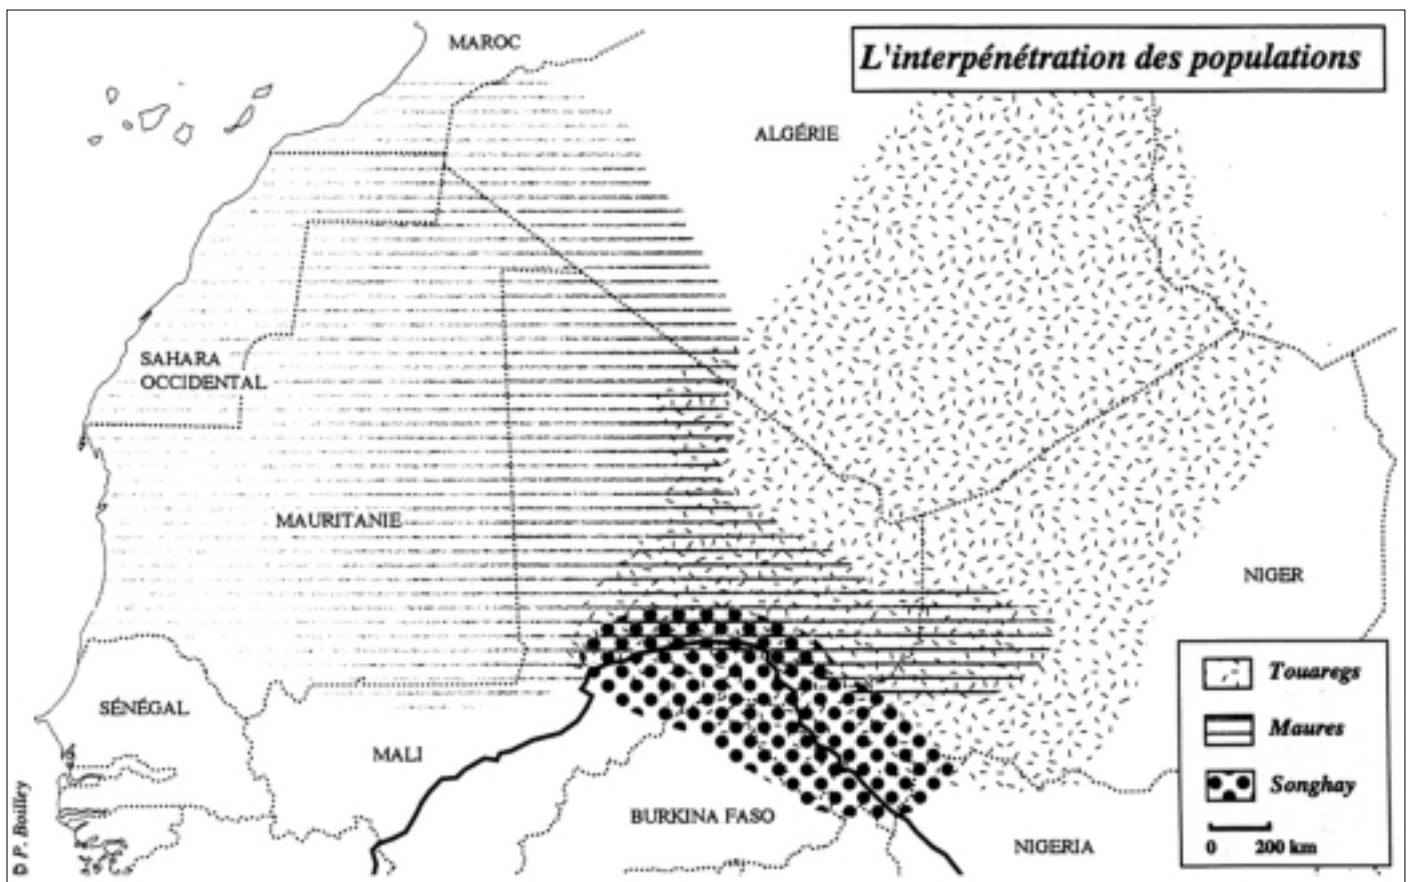 L'interpénétration des populations
MAROC
ALGÉRIE
SAHARA
OCCIDENTAL
MAURITANIE
NIGER
SÉNÉGAL
MALI
BURKINA FASO
NIGERIA
Touaregs
Maures
Songhay
0 200 km
© P. Boilley